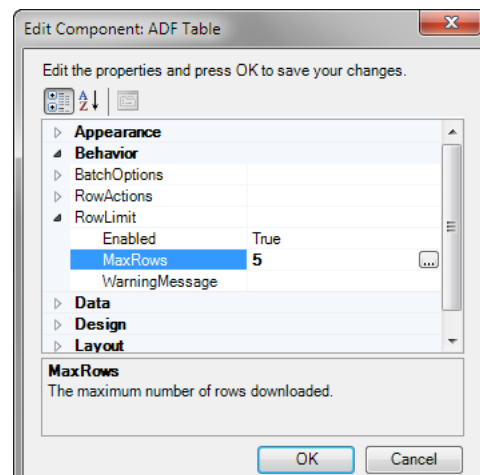 Edit Component: ADF Table
Edit the properties and press OK to save your changes.
Appearance
Behavior
BatchOptions
RowActions
RowLimit
Enabled True
MaxRows 5 ...
WarningMessage
Data
Design
Layout
MaxRows
The maximum number of rows downloaded.
OK Cancel